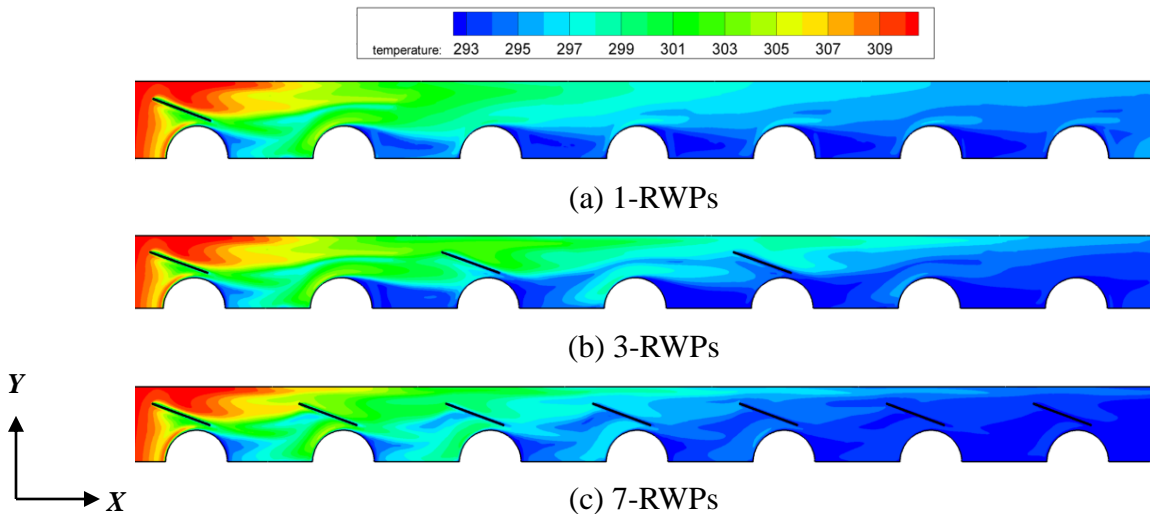 temperature: 293 295 297 299 301 303 305 307 309
(a) 1-RWPs
(b) 3-RWPs
Y
X
(c) 7-RWPs